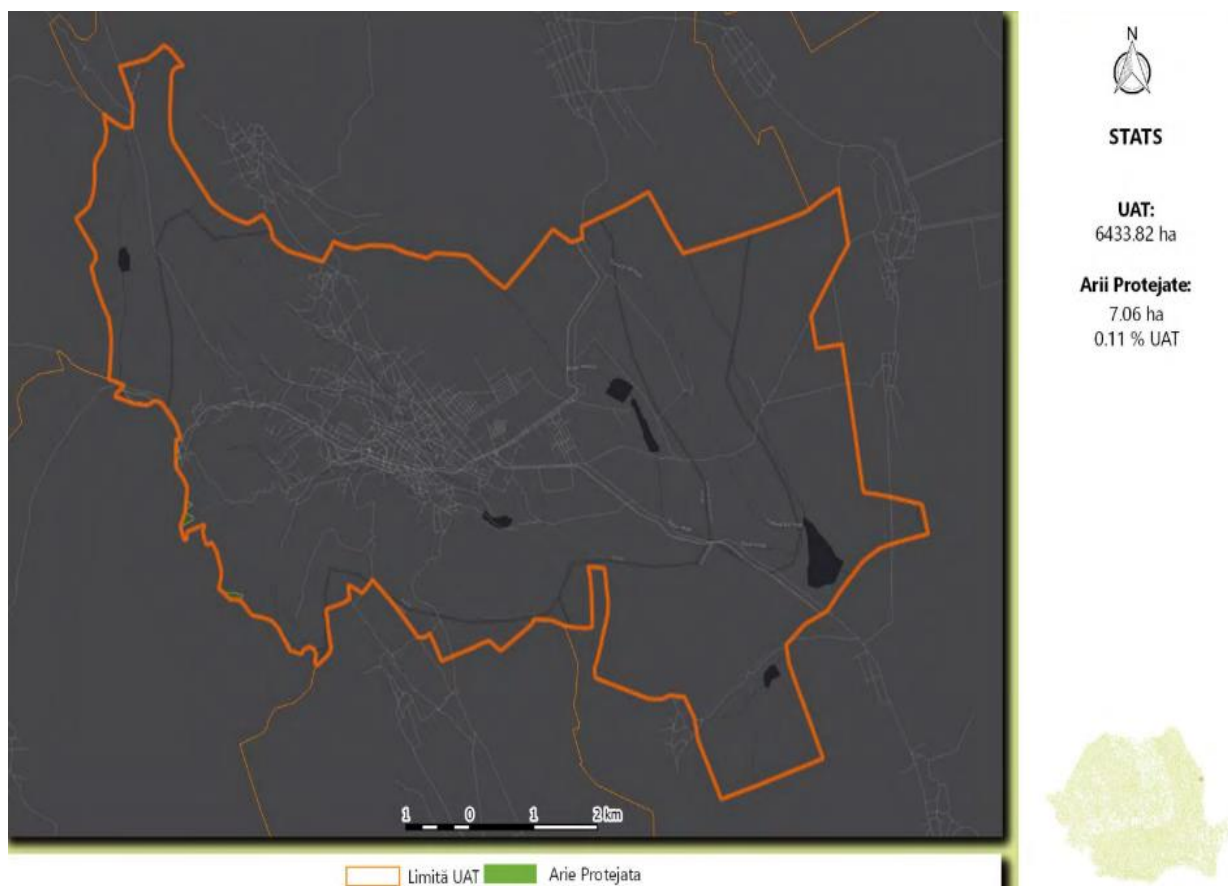 N
STATS
UAT:
6433.82 ha
Arii Protejate:
7.06 ha
0.11 % UAT
1 0 1 2 km
Limită UAT
Arie Protejata